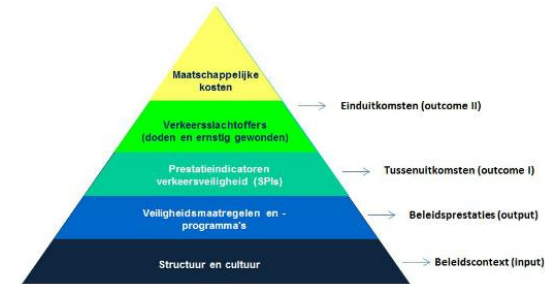 Maatschappelijke
kosten
Einduitkomsten (outcome II)
Verkeersslachtoffers
(doden en ernstig gewonden)
Prestatieindicatoren
verkeersveiligheid (SPIs)
Tussenuitkomsten (outcome I)
Veiligheidsmaatregelen en -
programma's
Beleidsprestaties (output)
Structuur en cultuur
Beleidscontext (input)